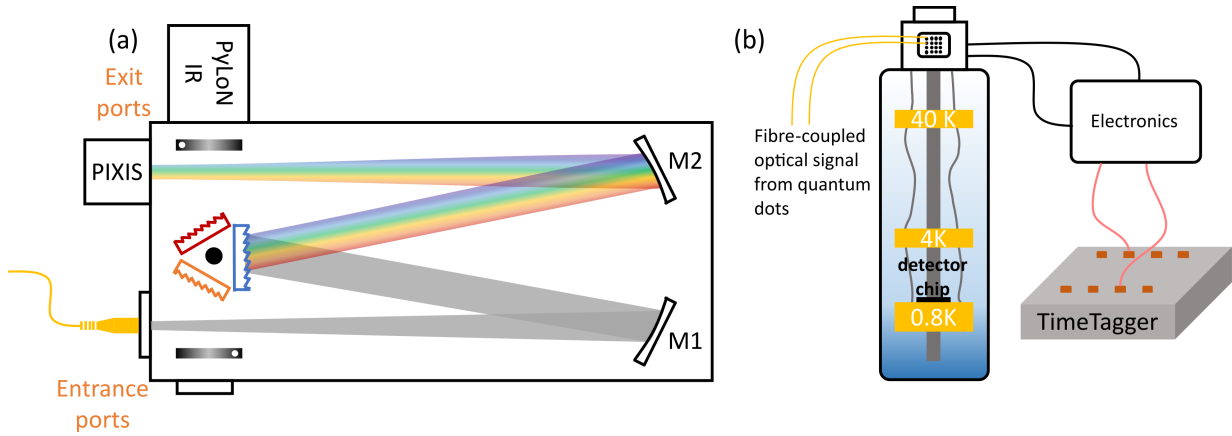 (a)
Exit
ports
PyLoN
IR
PIXIS
M2
M1
Entrance
ports
(b)
Fibre-coupled
optical signal
from quantum
dots
40 K
4K
detector
chip
0.8K
Electronics
TimeTagger